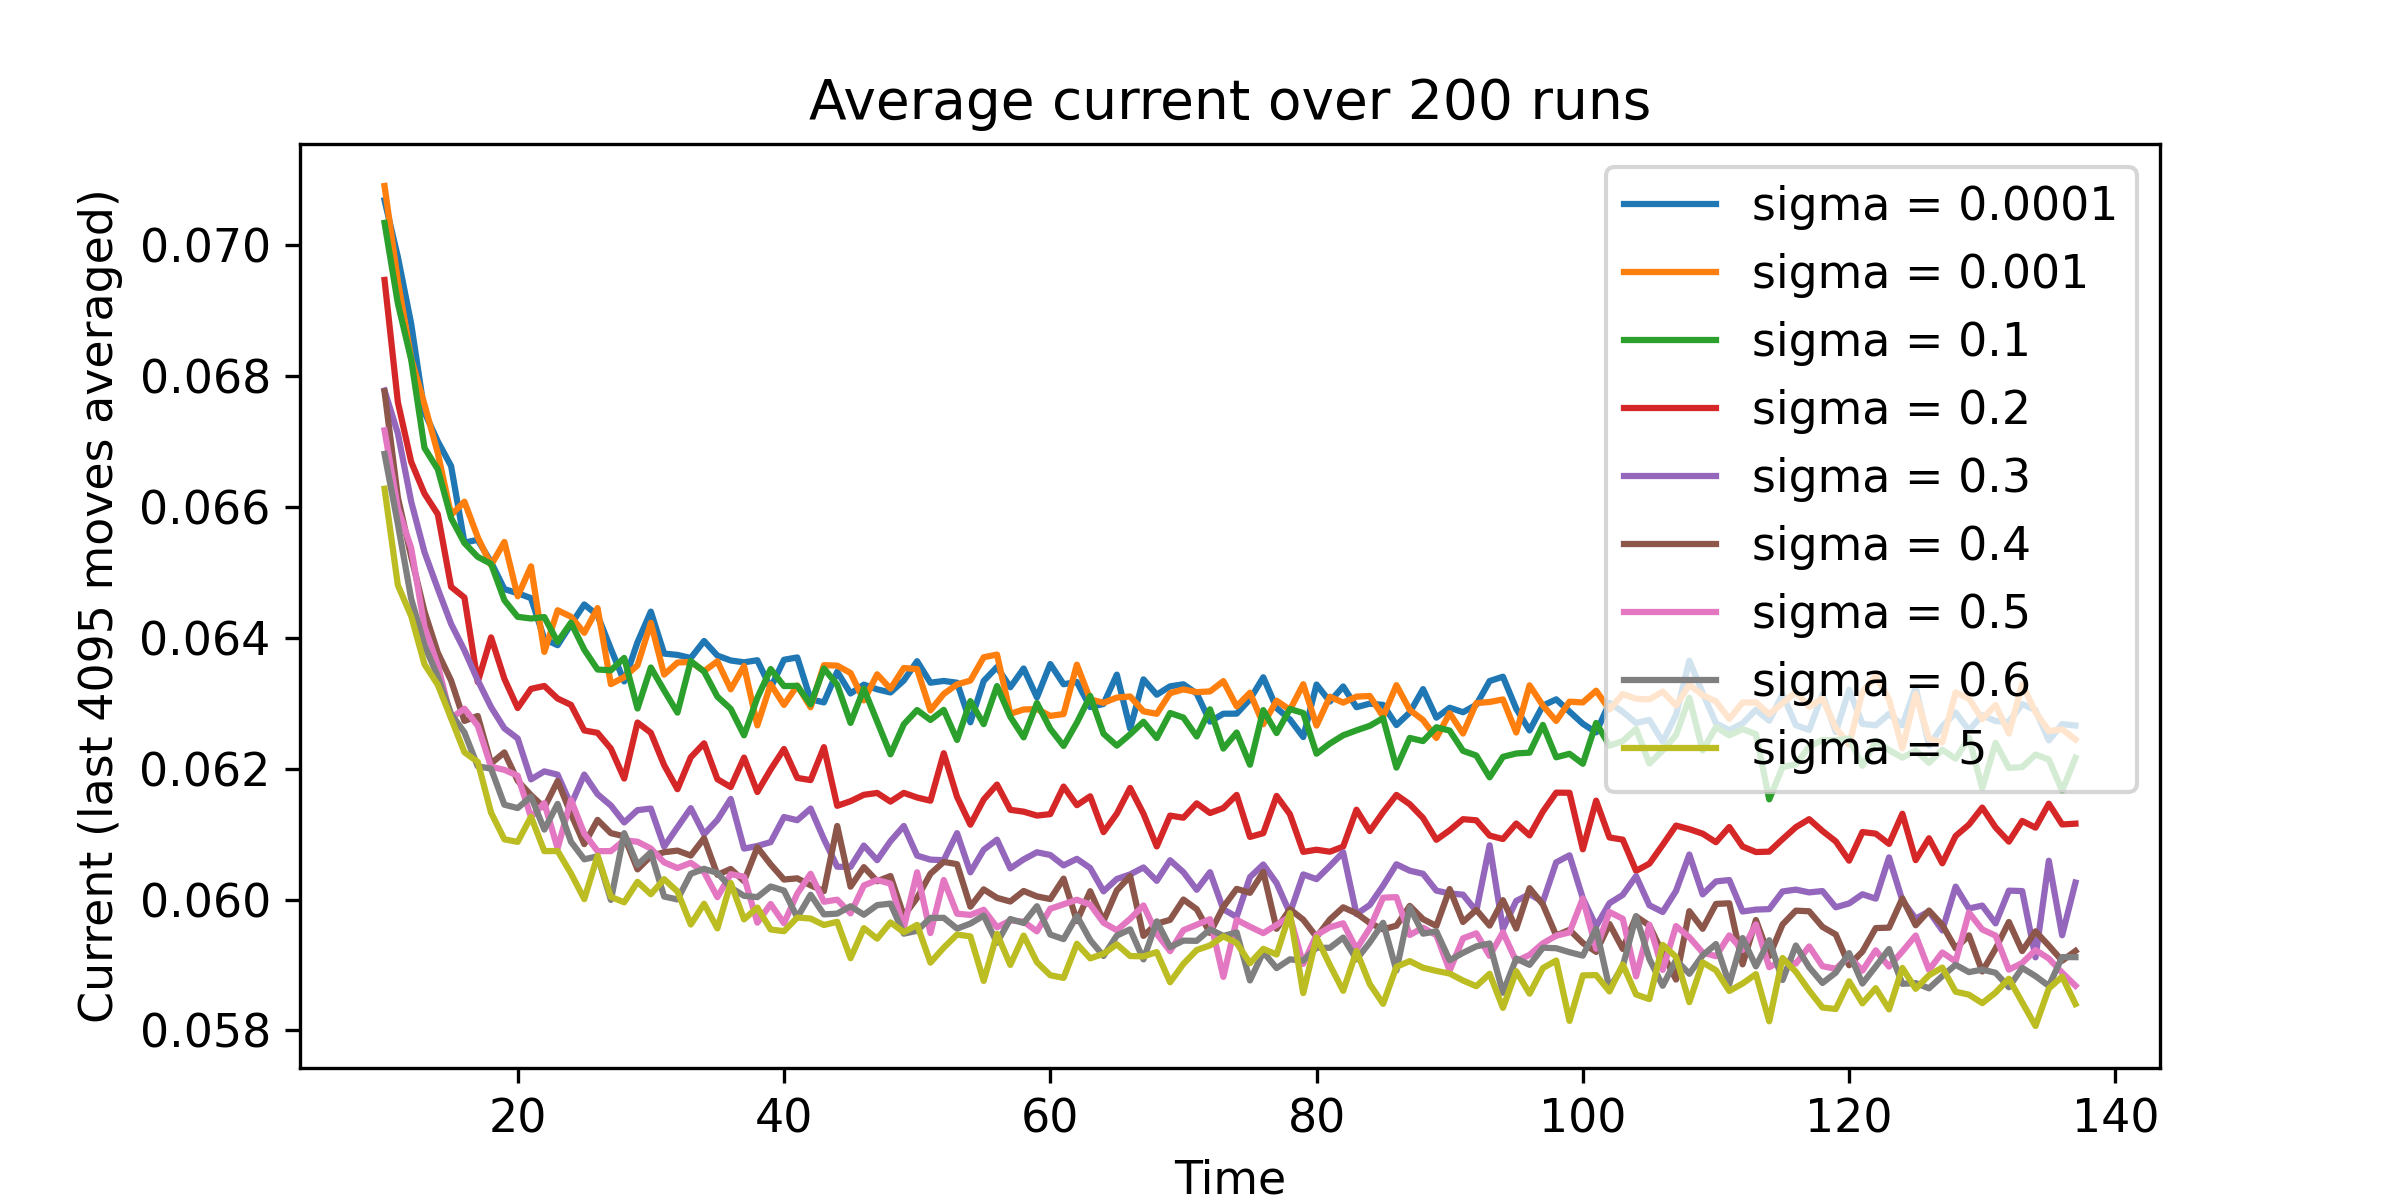 Average current over 200 runs
Current (last 4095 moves averaged)
0.070
0.068
0.066
0.064
0.062
0.060
0.058
sigma = 0.0001
sigma = 0.001
sigma = 0.1
sigma = 0.2
sigma = 0.3
sigma = 0.4
sigma = 0.5
sigma = 0.6
sigma = 5
20 40 60 80 100 120 140
Time